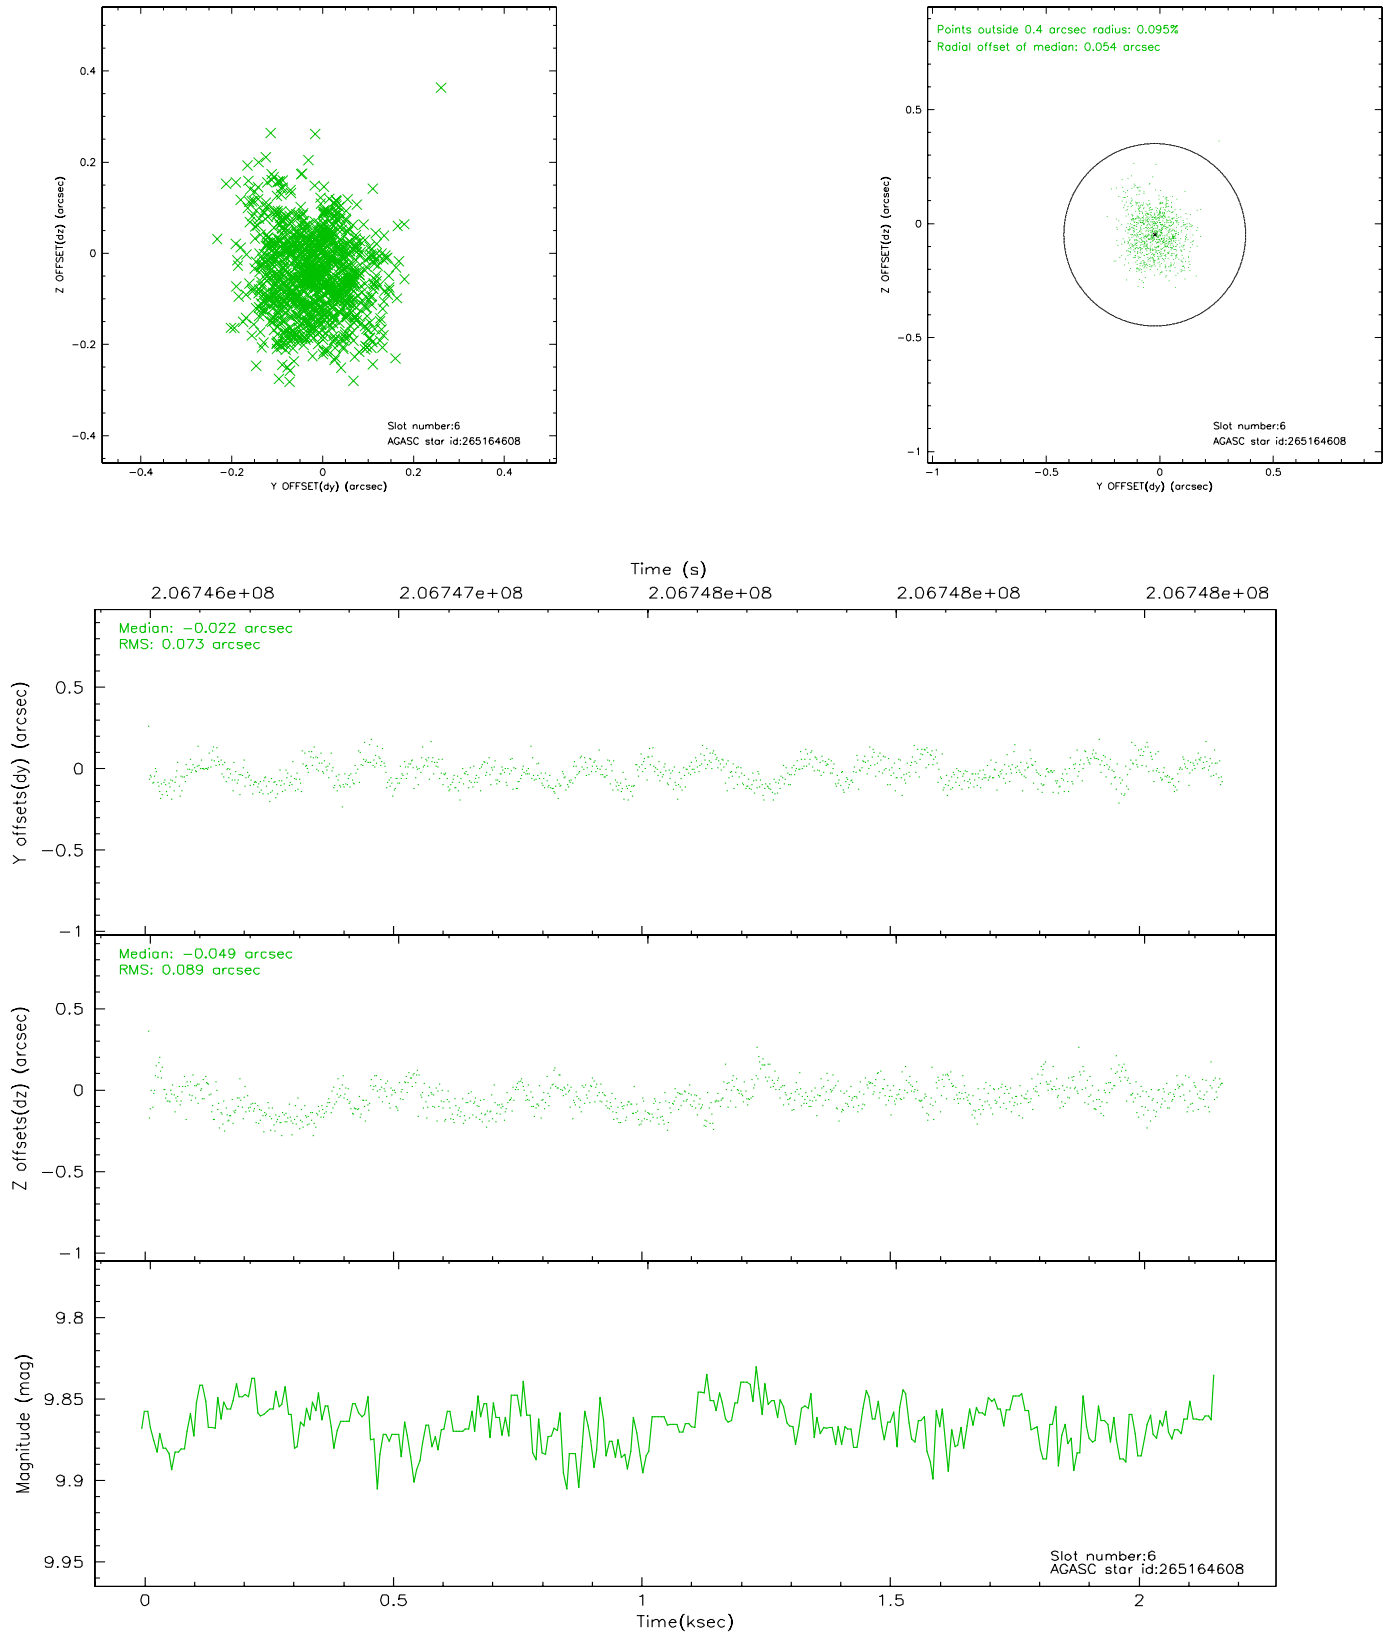 0.4
0.2
0
−0.2
−0.4
Z OFFSET(dz) (arcsec)
Slot number:6
AGASC star id:265164608
−0.4 −0.2 0 0.2 0.4
Y OFFSET(dy) (arcsec)
Points outside 0.4 arcsec radius: 0.095%
Radial offset of median: 0.054 arcsec
0.5
0
−0.5
−1
Z OFFSET(dz) (arcsec)
Slot number:6
AGASC star id:265164608
−1 −0.5 0 0.5
Y OFFSET(dy) (arcsec)
Time (s)
2.06746e+08 2.06747e+08 2.06748e+08 2.06748e+08 2.06748e+08
Median: −0.022 arcsec
RMS: 0.073 arcsec
0.5
0
−0.5
−1
Y offsets(dy) (arcsec)
Median: −0.049 arcsec
RMS: 0.089 arcsec
0.5
0
−0.5
−1
Z offsets(dz) (arcsec)
9.8
9.85
9.9
9.95
Magnitude (mag)
Slot number:6
AGASC star id:265164608
0 0.5 1 1.5 2
Time(ksec)